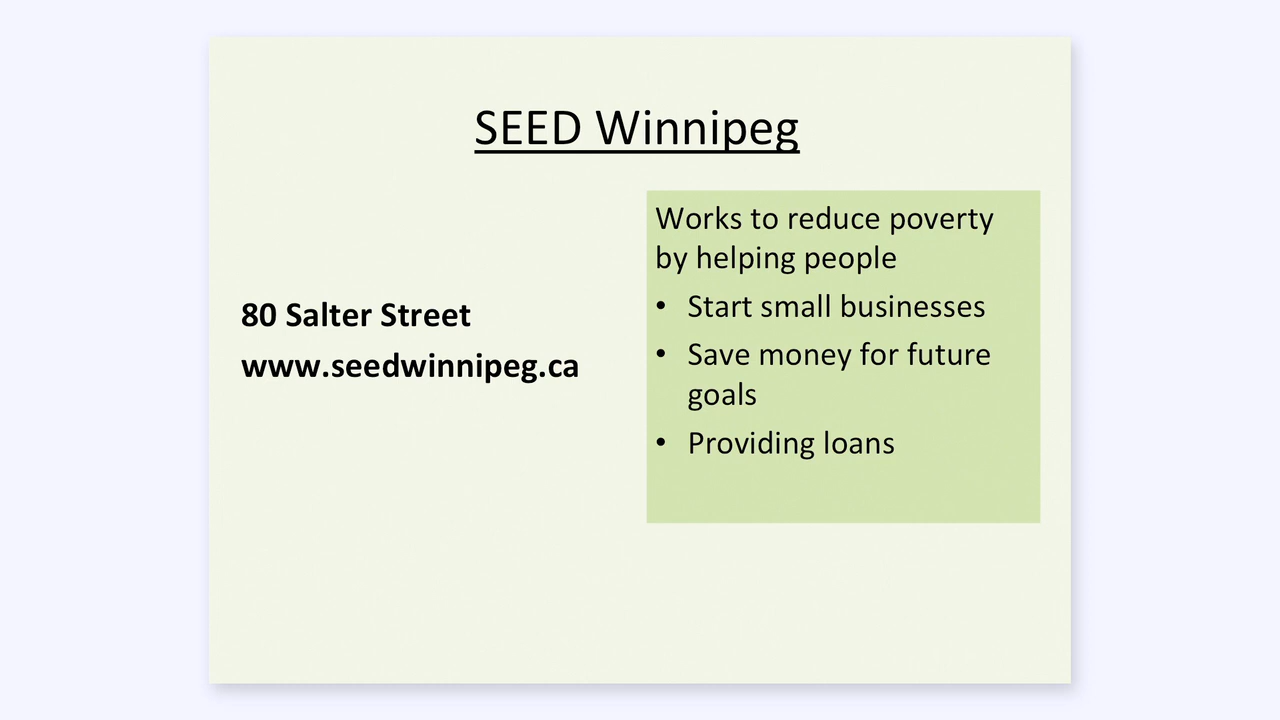 SEED Winnipeg
80 Salter Street
www.seedwinnipeg.ca
Works to reduce poverty
by helping people
• Start small businesses
• Save money for future
goals
• Providing loans